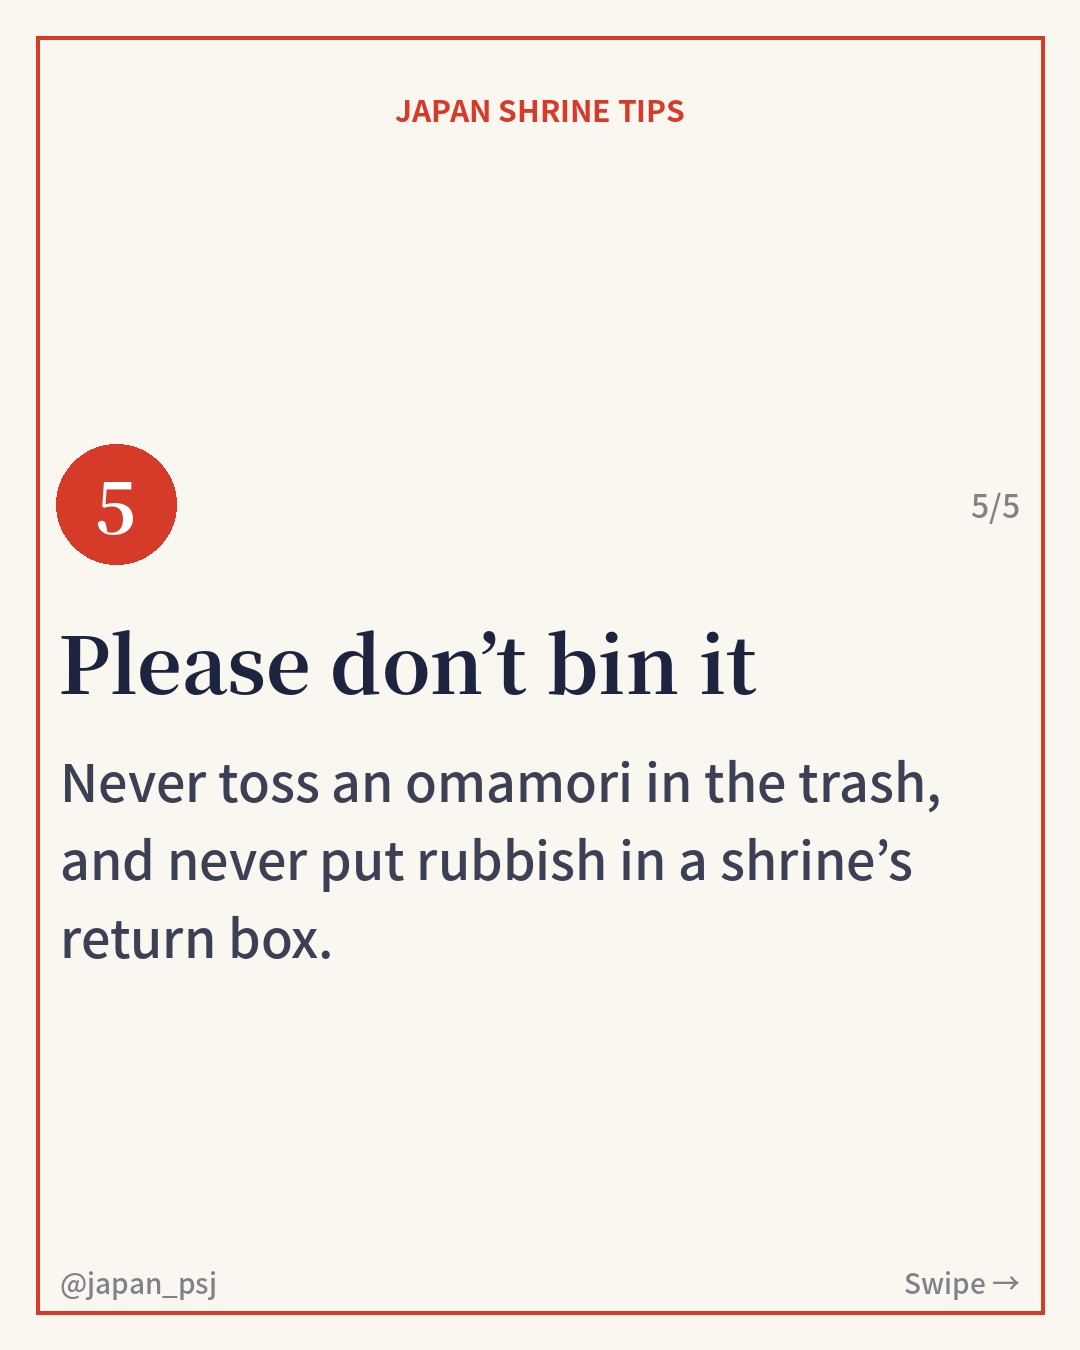 JAPAN SHRINE TIPS
5
5/5
Please don’t bin it
Never toss an omamori in the trash,
and never put rubbish in a shrine’s
return box.
@japan_psj
Swipe →